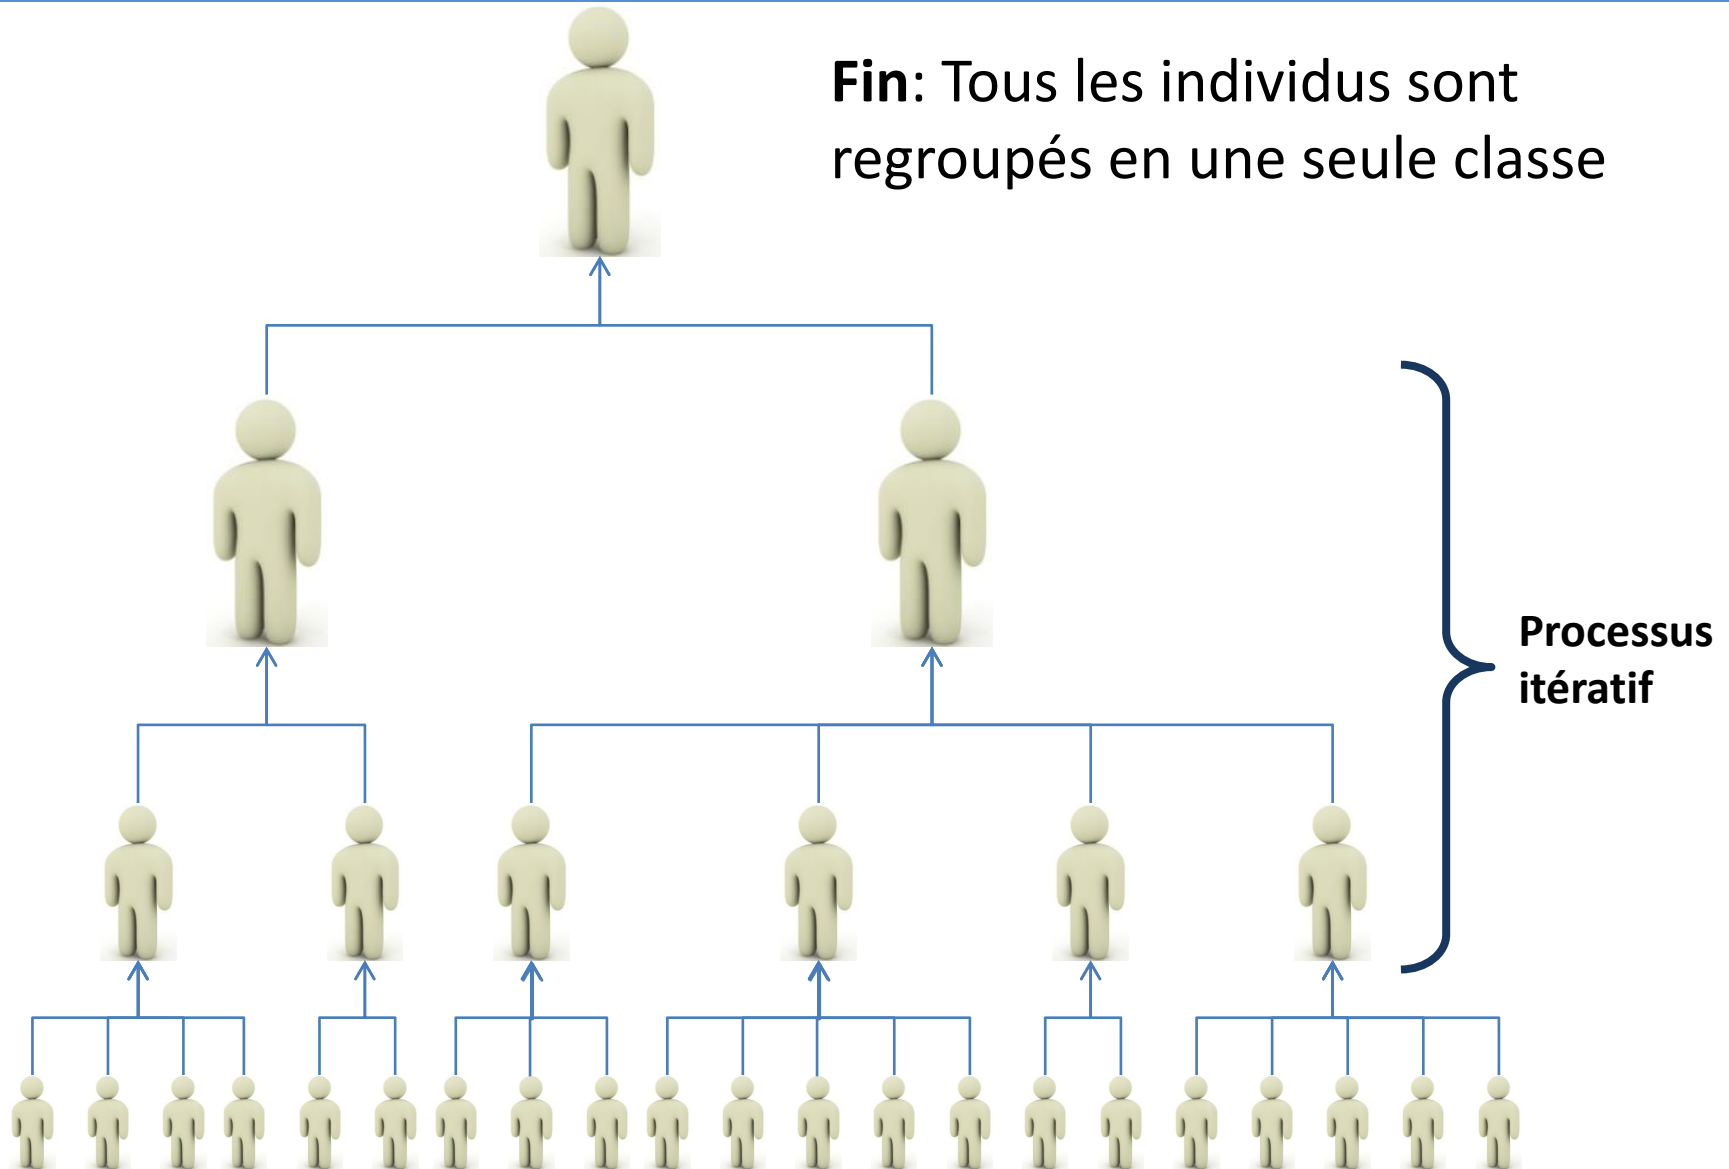 Fin: Tous les individus sont
regroupés en une seule classe
Processus
itératif